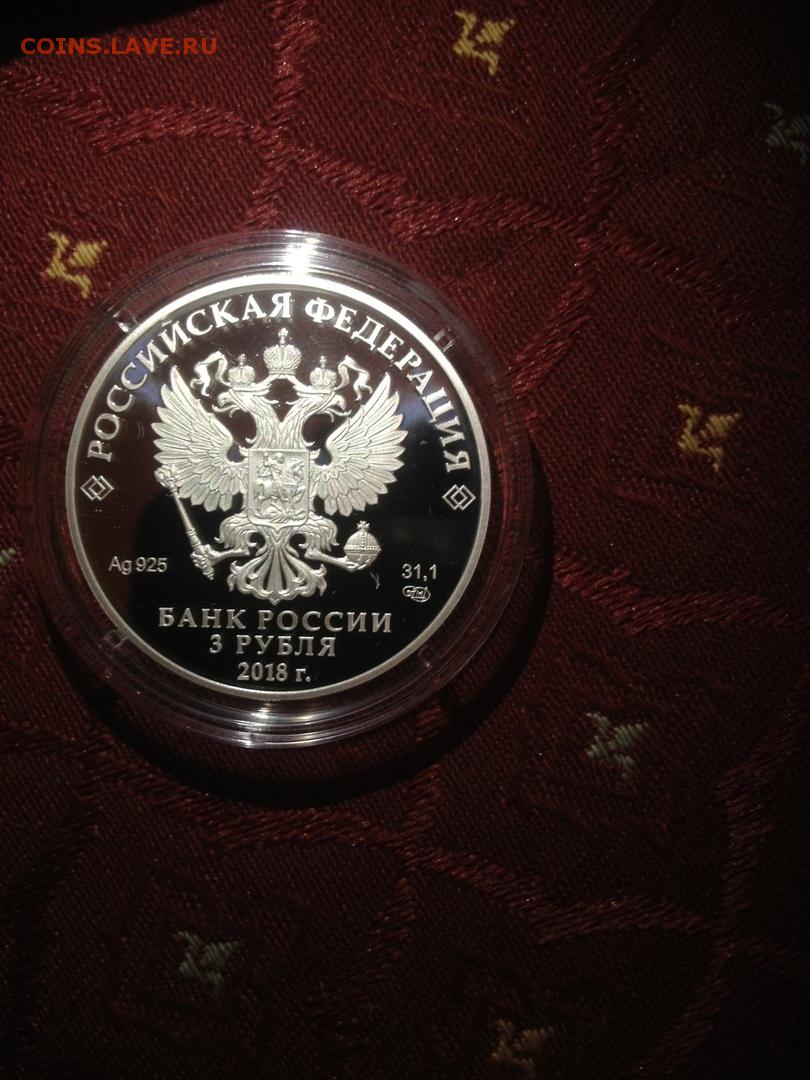 COINS.LAVE.RU
РОССИЙСКАЯ ФЕДЕРАЦИЯ
Ag 925
31,1
БАНК РОССИИ
3 РУБЛЯ
2018 г.